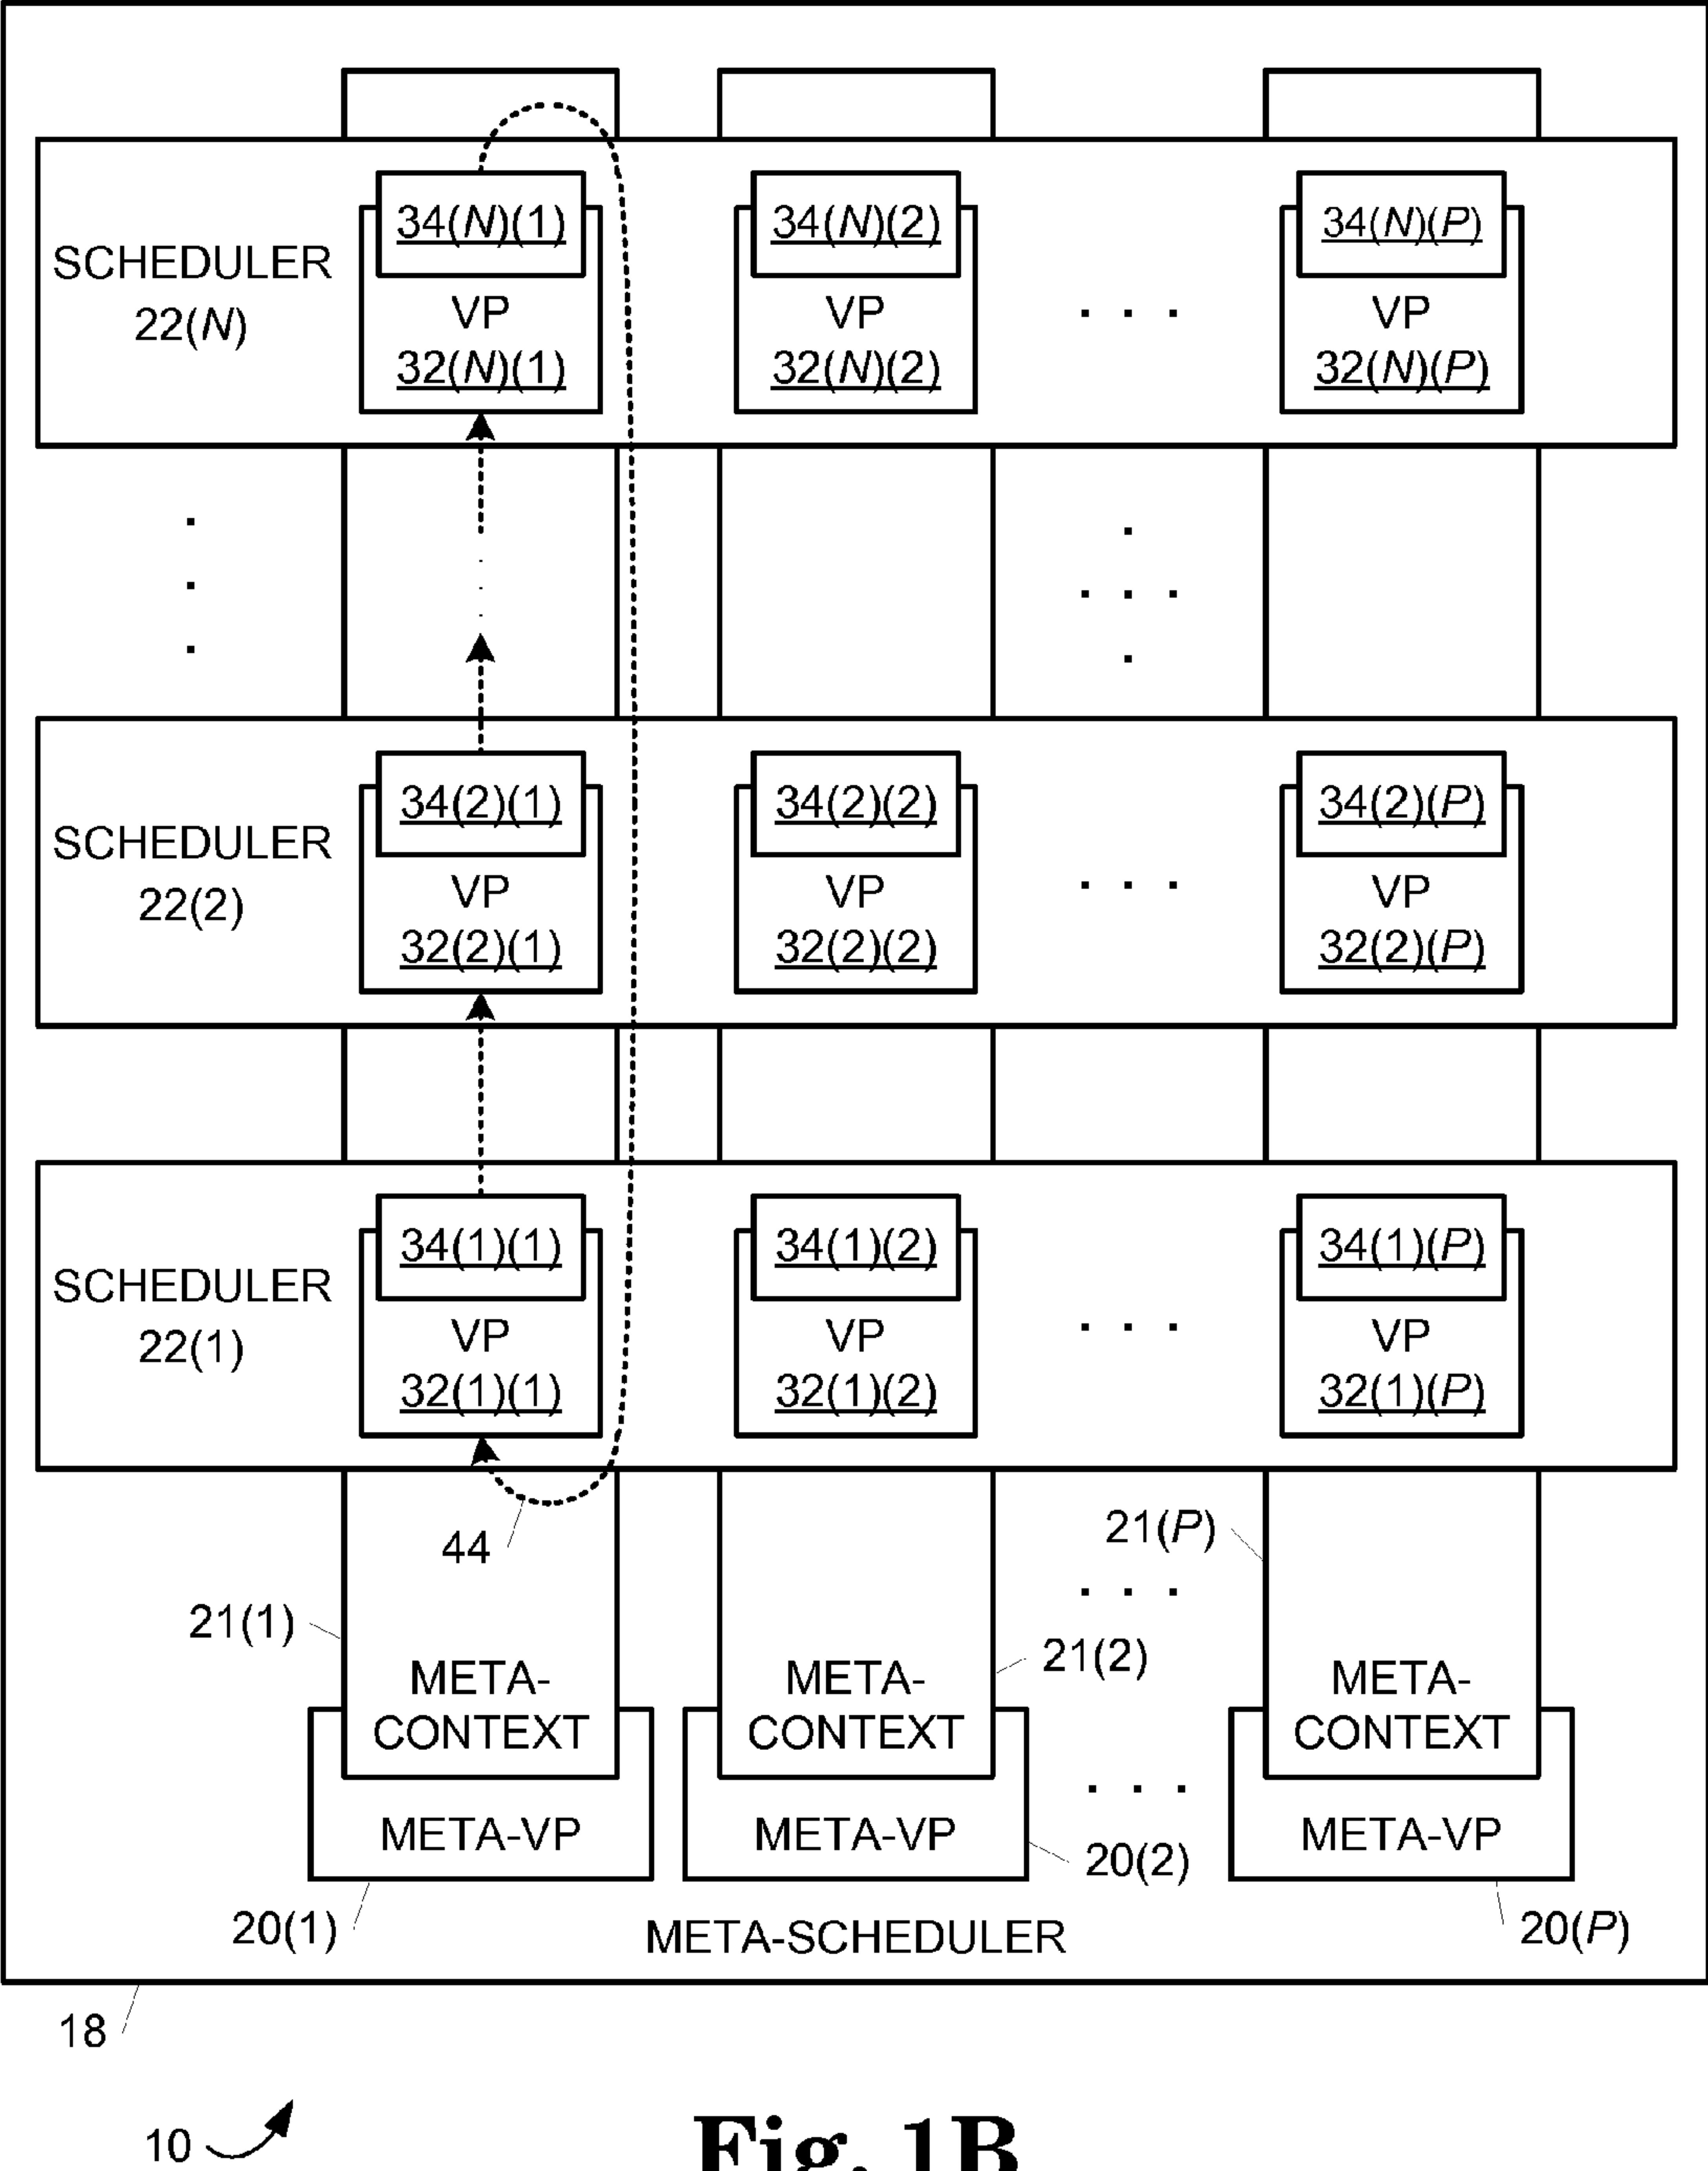 34(N)(1) 34(N)(2) 34(N)(P)
SCHEDULER
22(N)
VP VP . . . VP
32(N)(1) 32(N)(2) 32(N)(P)
34(2)(1) 34(2)(2) 34(2)(P)
SCHEDULER
22(2)
VP VP . . . VP
32(2)(1) 32(2)(2) 32(2)(P)
34(1)(1) 34(1)(2) 34(1)(P)
SCHEDULER
22(1)
VP VP . . . VP
32(1)(1) 32(1)(2) 32(1)(P)
44
21(P)
21(1)
21(2)
META-
CONTEXT
META-
CONTEXT
META-
CONTEXT
META-VP META-VP META-VP
20(2)
20(1)
20(P)
META-SCHEDULER
18
10
Fig. 1B